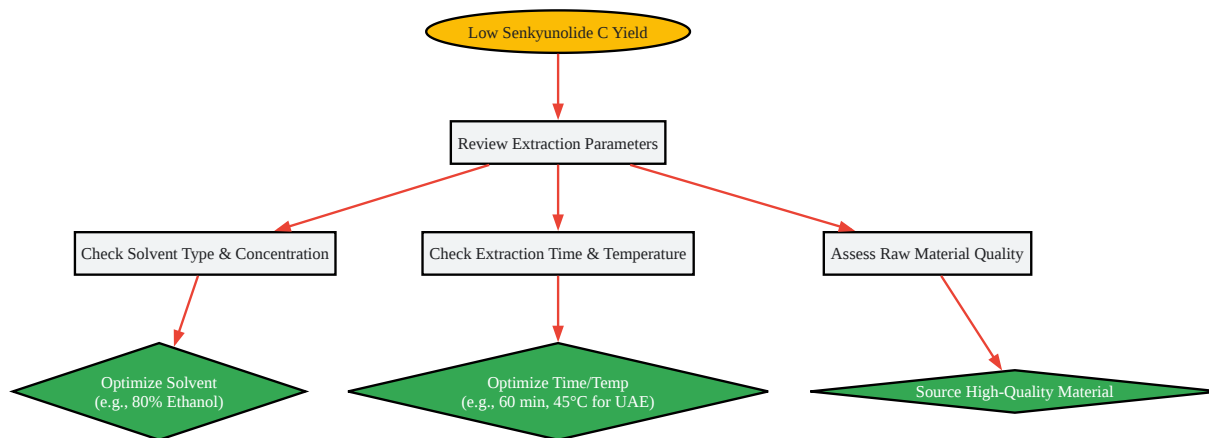 Low Senkyunolide C Yield
Review Extraction Parameters
Check Solvent Type & Concentration
Check Extraction Time & Temperature
Assess Raw Material Quality
Optimize Solvent
(e.g., 80% Ethanol)
Optimize Time/Temp
(e.g., 60 min, 45°C for UAE)
Source High-Quality Material